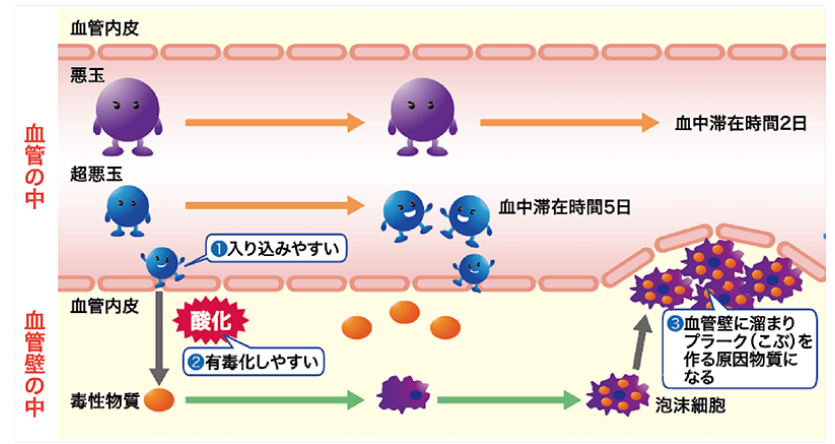 血管内皮
悪玉
血管の中
血中滞在時間2日
超悪玉
血中滞在時間5日
❶入り込みやすい
血管内皮
酸化
❷有毒化しやすい
血管壁の中
❸血管壁に溜まり
プラーク(こぶ)を
作る原因物質に
なる
毒性物質
泡沫細胞